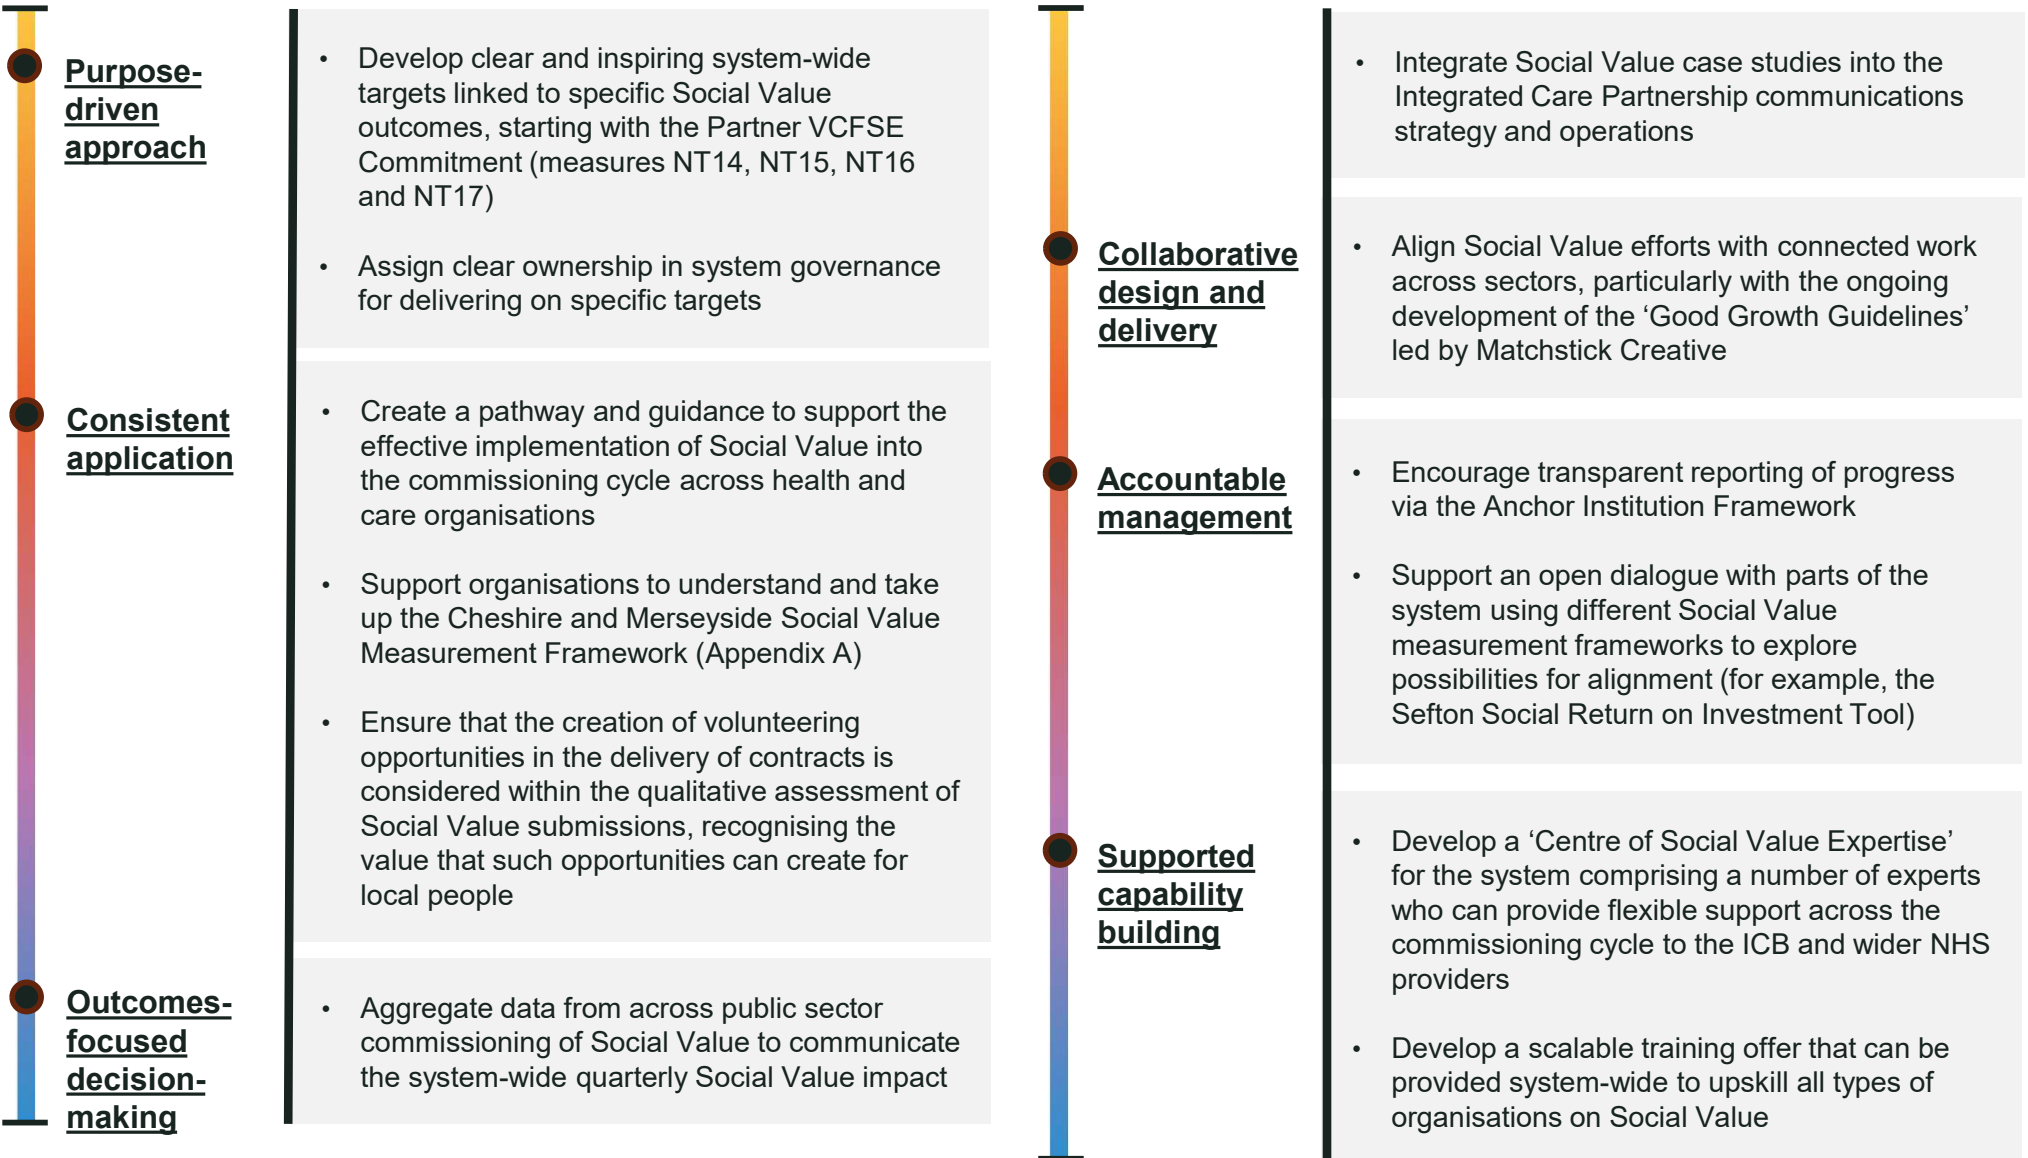 Purpose-
driven
approach
• Develop clear and inspiring system-wide
targets linked to specific Social Value
outcomes, starting with the Partner VCFSE
Commitment (measures NT14, NT15, NT16
and NT17)
• Assign clear ownership in system governance
for delivering on specific targets
Consistent
application
• Create a pathway and guidance to support the
effective implementation of Social Value into
the commissioning cycle across health and
care organisations
• Support organisations to understand and take
up the Cheshire and Merseyside Social Value
Measurement Framework (Appendix A)
• Ensure that the creation of volunteering
opportunities in the delivery of contracts is
considered within the qualitative assessment of
Social Value submissions, recognising the
value that such opportunities can create for
local people
Outcomes-
focused
decision-
making
• Aggregate data from across public sector
commissioning of Social Value to communicate
the system-wide quarterly Social Value impact
• Integrate Social Value case studies into the
Integrated Care Partnership communications
strategy and operations
Collaborative
design and
delivery
• Align Social Value efforts with connected work
across sectors, particularly with the ongoing
development of the ‘Good Growth Guidelines’
led by Matchstick Creative
Accountable
management
• Encourage transparent reporting of progress
via the Anchor Institution Framework
• Support an open dialogue with parts of the
system using different Social Value
measurement frameworks to explore
possibilities for alignment (for example, the
Sefton Social Return on Investment Tool)
Supported
capability
building
• Develop a ‘Centre of Social Value Expertise’
for the system comprising a number of experts
who can provide flexible support across the
commissioning cycle to the ICB and wider NHS
providers
• Develop a scalable training offer that can be
provided system-wide to upskill all types of
organisations on Social Value